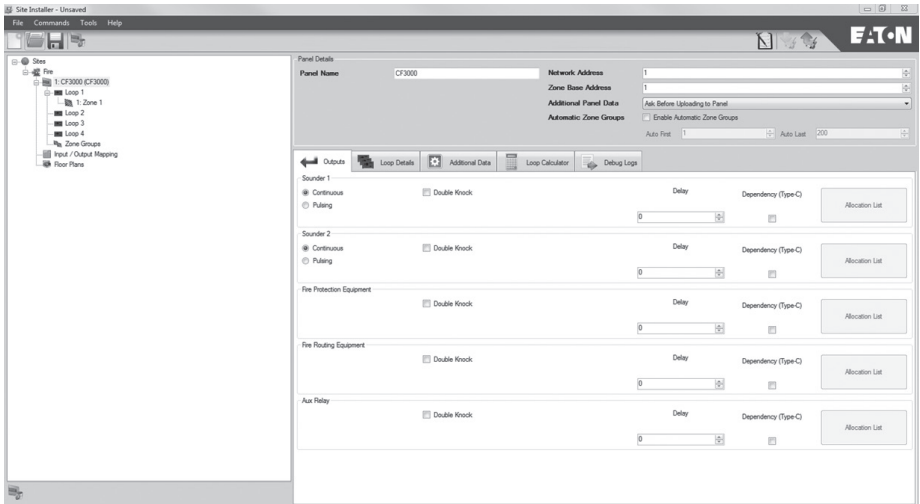 Site Installer - Unsaved
File Commands Tools Help
EATON
Sites
Fire
1: CF3000 (CF3000)
Loop 1
1: Zone 1
Loop 2
Loop 3
Loop 4
Zone Groups
Input / Output Mapping
Floor Plans
Panel Details
Panel Name CF3000 Network Address 1
Zone Base Address 1
Additional Panel Data Ask Before Uploading to Panel
Automatic Zone Groups Enable Automatic Zone Groups
Auto First 1 Auto Last 200
Outputs Loop Details Additional Data Loop Calculator Debug Logs
Sounder 1
Continuous Double Knock Delay Dependency (Type-C) Allocation List
Pulsing
0
Sounder 2
Continuous Double Knock Delay Dependency (Type-C) Allocation List
Pulsing
0
Fire Protection Equipment
Double Knock Delay Dependency (Type-C) Allocation List
0
Fire Routing Equipment
Double Knock Delay Dependency (Type-C) Allocation List
0
Aux Relay
Double Knock Delay Dependency (Type-C) Allocation List
0